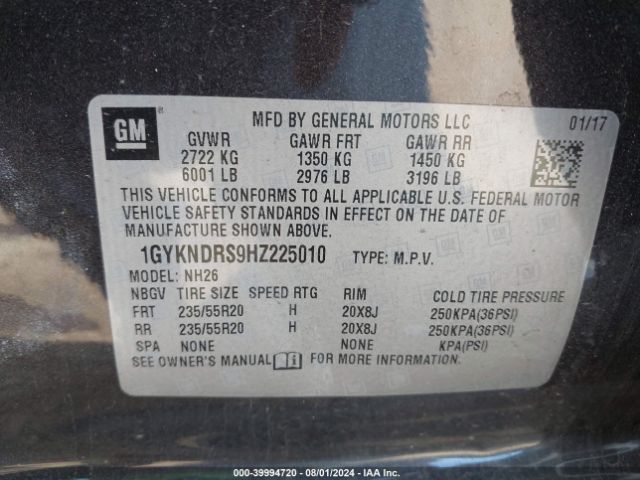 GM
MFD BY GENERAL MOTORS LLC 01/17
GVWR GAWR FRT GAWR RR
2722 KG 1350 KG 1450 KG
6001 LB 2976 LB 3196 LB
THIS VEHICLE CONFORMS TO ALL APPLICABLE U.S. FEDERAL MOTOR
VEHICLE SAFETY STANDARDS IN EFFECT ON THE DATE OF
MANUFACTURE SHOWN ABOVE.
1GYKNDRS9HZ225010 TYPE: M.P.V.
MODEL: NH26
NBGV TIRE SIZE SPEED RTG RIM COLD TIRE PRESSURE
FRT 235/55R20 H 20X8J 250KPA(36PSI)
RR 235/55R20 H 20X8J 250KPA(36PSI)
SPA NONE NONE KPA(PSI)
SEE OWNER'S MANUAL FOR MORE INFORMATION.
000-39994720 - 08/01/2024 - IAA Inc.